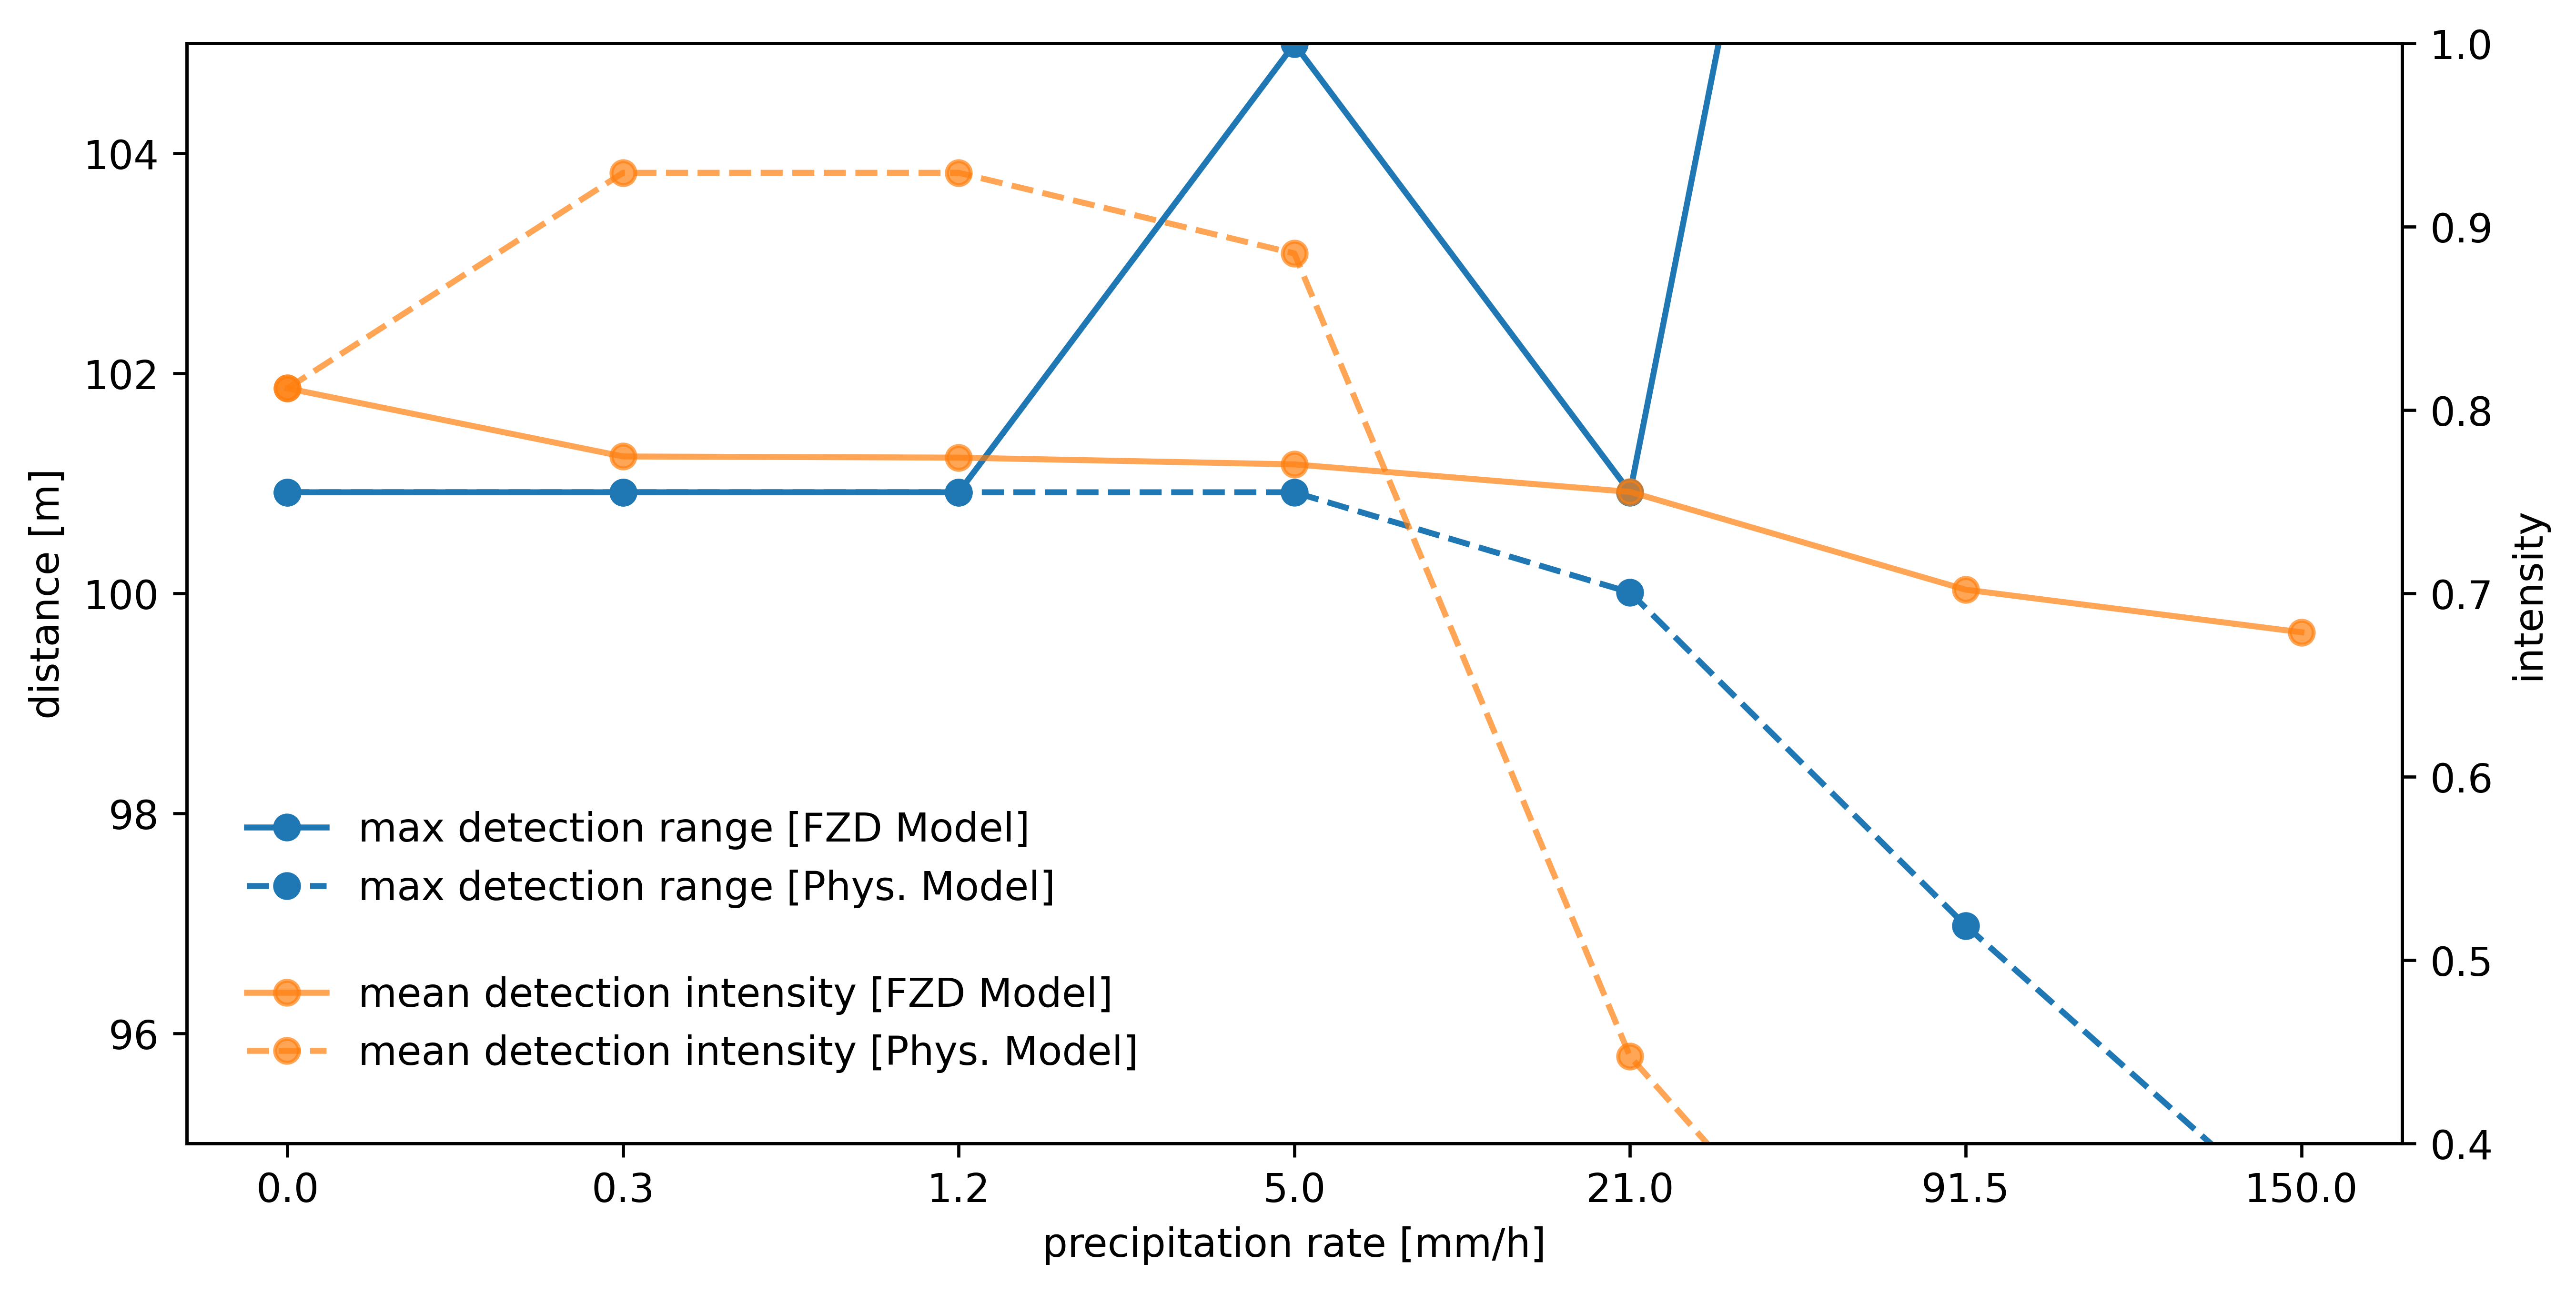 distance [m]
104
102
100
98
96
1.0
0.9
0.8
0.7
0.6
0.5
0.4
intensity
max detection range [FZD Model]
max detection range [Phys. Model]
mean detection intensity [FZD Model]
mean detection intensity [Phys. Model]
0.0 0.3 1.2 5.0 21.0 91.5 150.0
precipitation rate [mm/h]